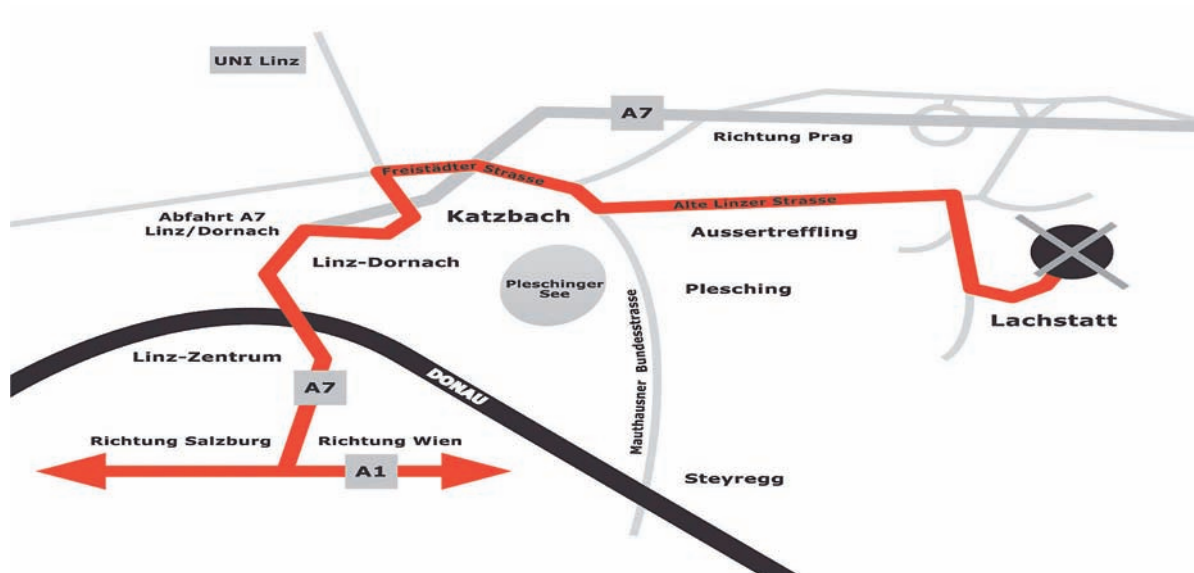 UNI Linz
A7
Richtung Prag
Freistädter Strasse
Alte Linzer Strasse
Abfahrt A7
Linz/Dornach
Katzbach
Aussertreffling
Linz-Dornach
Pleschinger
See
Plesching
Lachstatt
Mauthausner Bundesstrasse
Linz-Zentrum
A7
DONAU
Richtung Salzburg
Richtung Wien
A1
Steyregg